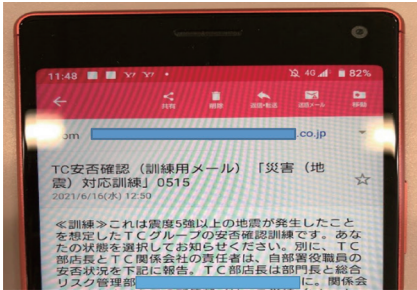 11:48 Y! Y! • 4G 82%
共有 削除 返信・転送 迷惑メール 移動
om .co.jp
TC安否確認（訓練用メール）「災害（地
震）対応訓練」0515
2021/6/16(水) 12:50
≪訓練≫これは震度5強以上の地震が発生したこと
を想定したTCグループの安否確認訓練です。あな
たの状態を選択してお知らせください。別に、TC
部店長とTC関係会社の責任者は、自部署役職員の
安否状況を下記に報告。TC部店長は部門長と総合
リスク管理部 に。関係会